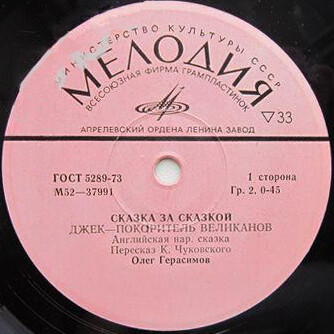 МИНИСТЕРСТВО КУЛЬТУРЫ СССР
МЕЛОДИЯ
ВСЕСОЮЗНАЯ ФИРМА ГРАМПЛАСТИНОК
▽33
АПРЕЛЕВСКИЙ ОРДЕНА ЛЕНИНА ЗАВОД
ГОСТ 5289-73
М52—37991
1 сторона
Гр. 2, 0-45
СКАЗКА ЗА СКАЗКОЙ
ДЖЕК—ПОКОРИТЕЛЬ ВЕЛИКАНОВ
Английская нар. сказка
Пересказ К. Чуковского
Олег Герасимов